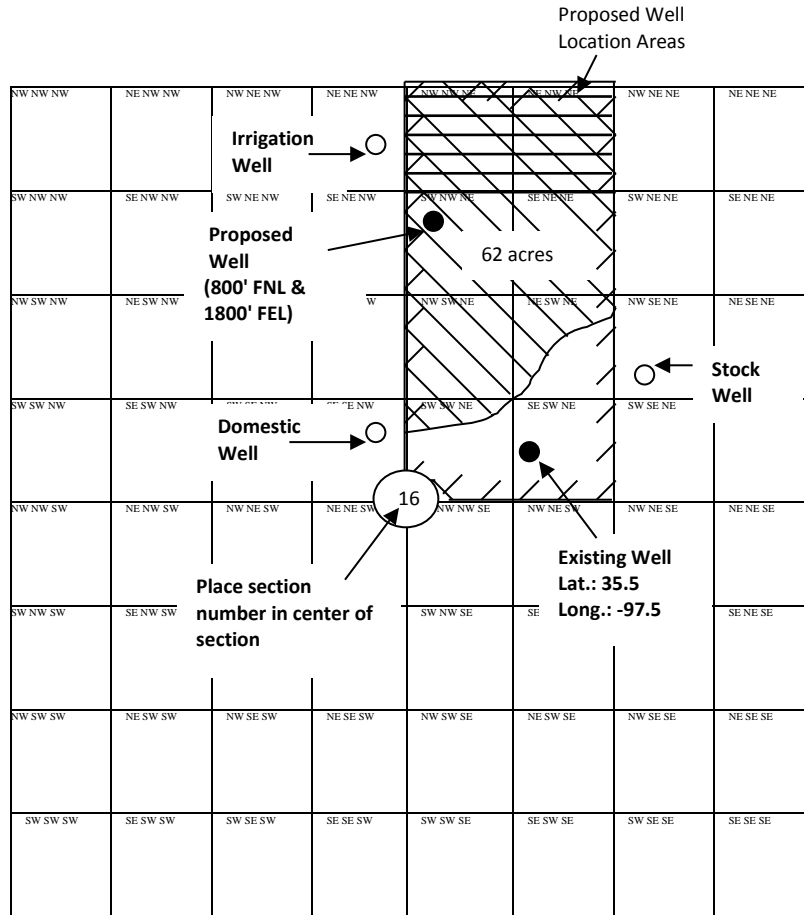 Proposed Well
Location Areas
NW NW NW NE NW NW NW NE NW NE NE NW NW NW NE NE NW NE NW NE NE NE NE NE
Irrigation
Well
SW NW NW SE NW NW SW NE NW SE NE NW SW NW NE SE NW NE SW NE NE SE NE NE
Proposed
Well
(800' FNL &
1800' FEL)
62 acres
NW SW NW NE SW NW W NW SW NE NE SW NE NW SE NE NE SE NE
Stock
Well
SW SW NW SE SW NW SE NW SW SW NE SE SW NE SW SE NE
Domestic
Well
16
NW NW SW NE NW SW NW NE SW NE NE SW NW NW SE NW NE SW NW NE SE NE NE SE
Existing Well
Lat.: 35.5
Long.: -97.5
Place section
number in center of
section
SW NW SW SE NW SW SW NW SE SE SE NE SE
NW SW SW NE SW SW NW SE SW NE SE SW NW SW SE NE SW SE NW SE SE NE SE SE
SW SW SW SE SW SW SW SE SW SE SE SW SW SW SE SE SW SE SW SE SE SE SE SE